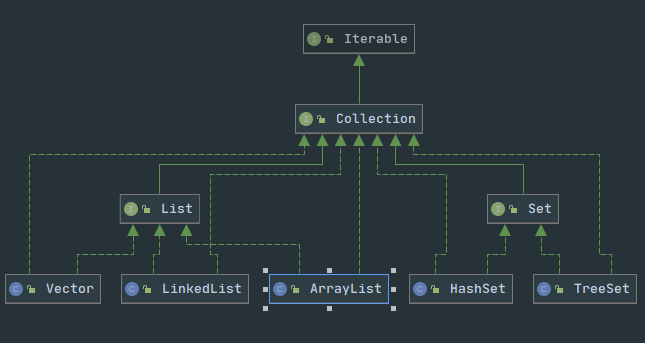 Iterable
Collection
List
Set
Vector
LinkedList
ArrayList
HashSet
TreeSet